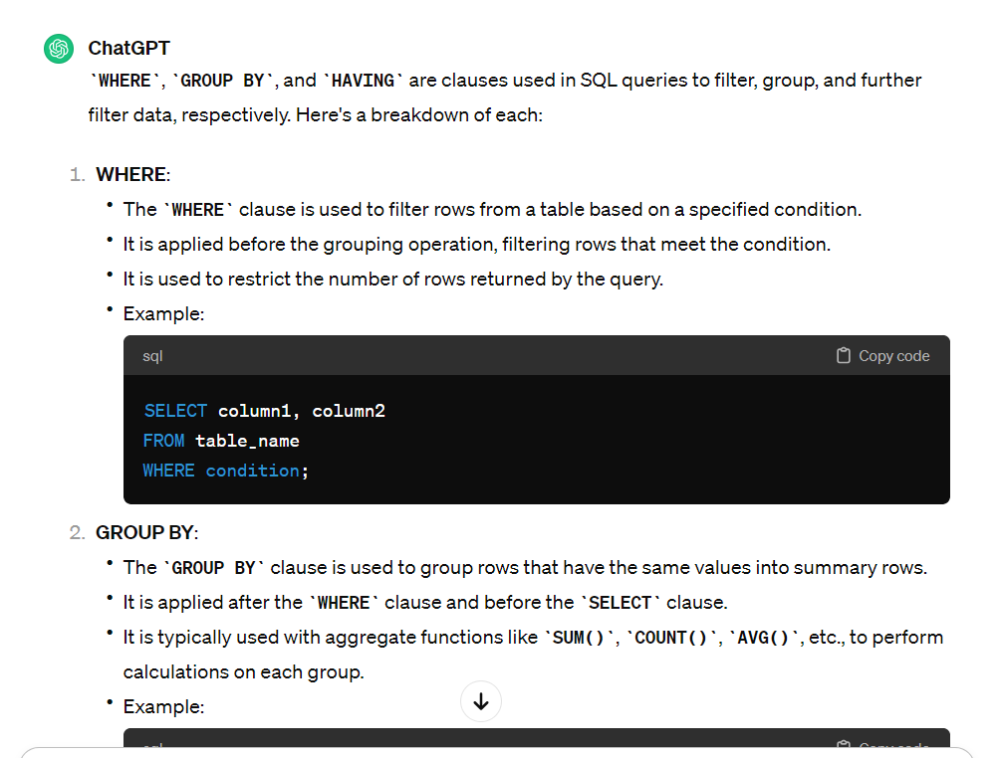 ChatGPT
`WHERE`, `GROUP BY`, and `HAVING` are clauses used in SQL queries to filter, group, and further
filter data, respectively. Here's a breakdown of each:
1. WHERE:
• The `WHERE` clause is used to filter rows from a table based on a specified condition.
• It is applied before the grouping operation, filtering rows that meet the condition.
• It is used to restrict the number of rows returned by the query.
• Example:
sql Copy code
SELECT column1, column2
FROM table_name
WHERE condition;
2. GROUP BY:
• The `GROUP BY` clause is used to group rows that have the same values into summary rows.
• It is applied after the `WHERE` clause and before the `SELECT` clause.
• It is typically used with aggregate functions like `SUM()`, `COUNT()`, `AVG()`, etc., to perform
calculations on each group.
• Example:
sql Copy code